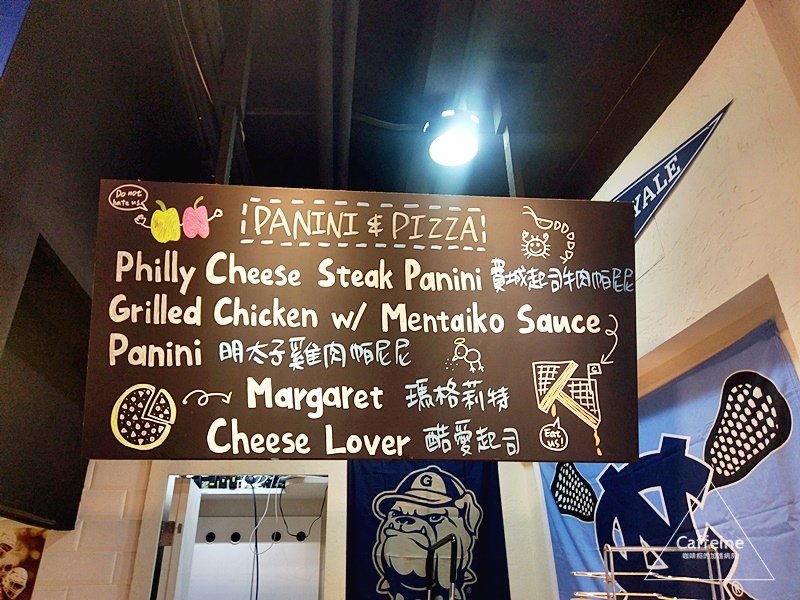 YALE
Do not
hate us!
PANINI & PIZZA
Philly Cheese Steak Panini 費城起司牛肉帕尼尼
Grilled Chicken w/ Mentaiko Sauce
Panini 明太子雞肉帕尼尼
Margaret 瑪格莉特
Cheese Lover 酷愛起司
Eat
us!
G
Caffeine